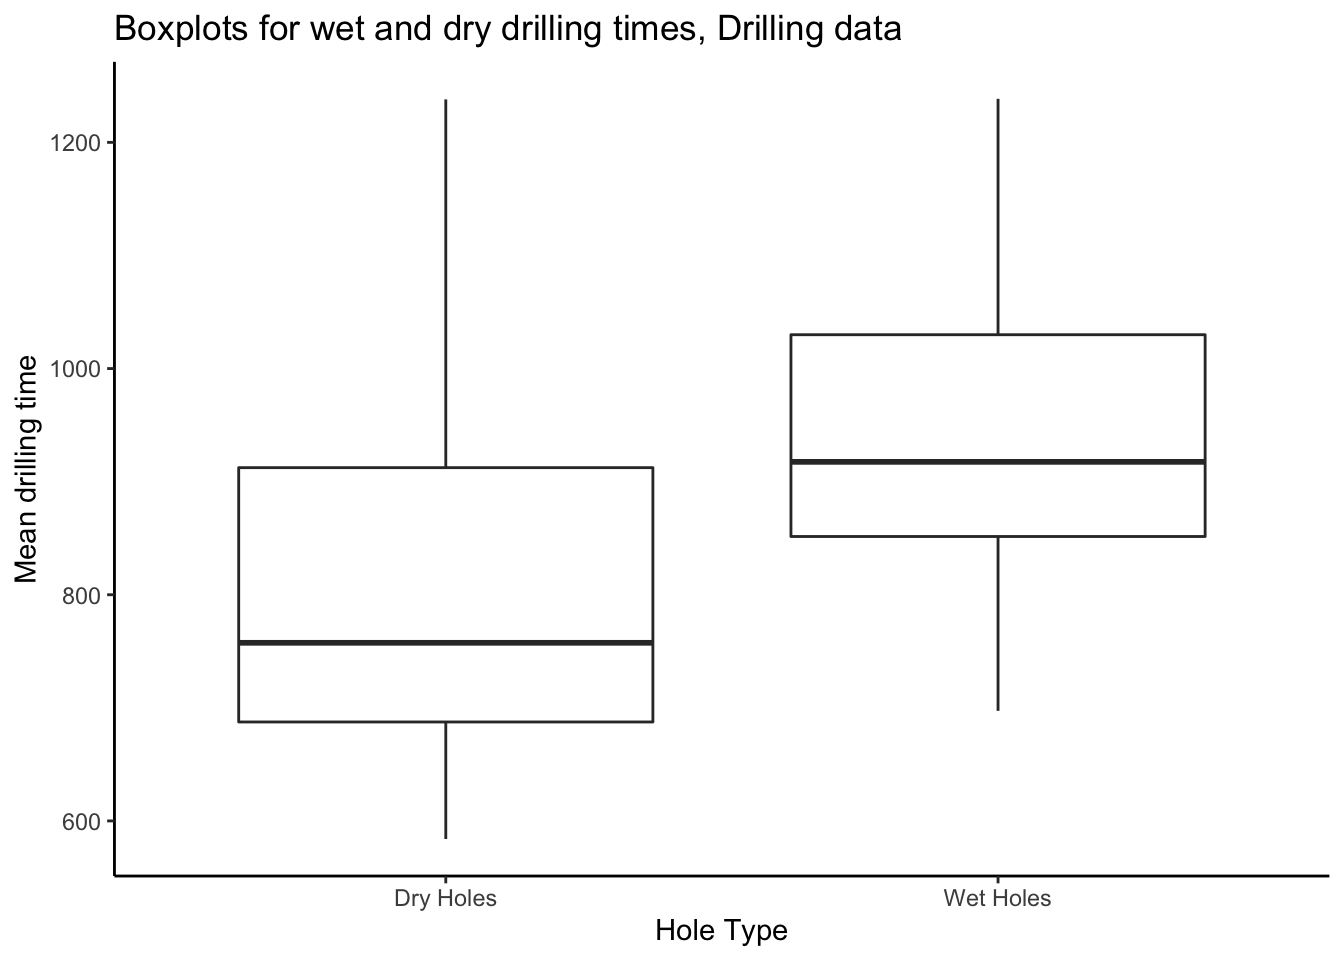 Boxplots for wet and dry drilling times, Drilling data
1200
1000
800
600
Mean drilling time
Dry Holes
Wet Holes
Hole Type